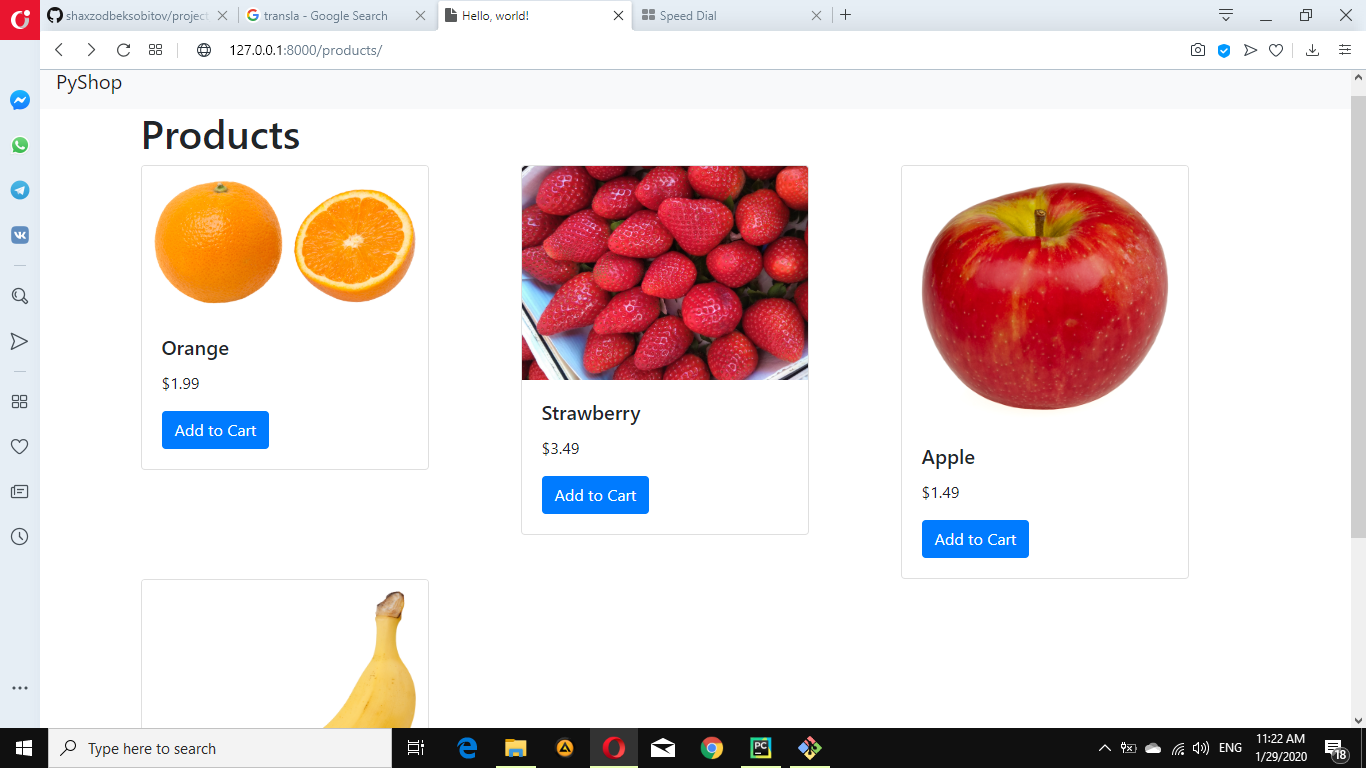 shaxzodbeksobitov/project
transla - Google Search
Hello, world!
Speed Dial
127.0.0.1:8000/products/
PyShop
Products
Orange
$1.99
Add to Cart
Strawberry
$3.49
Add to Cart
Apple
$1.49
Add to Cart
Type here to search
ENG
11:22 AM
1/29/2020
18